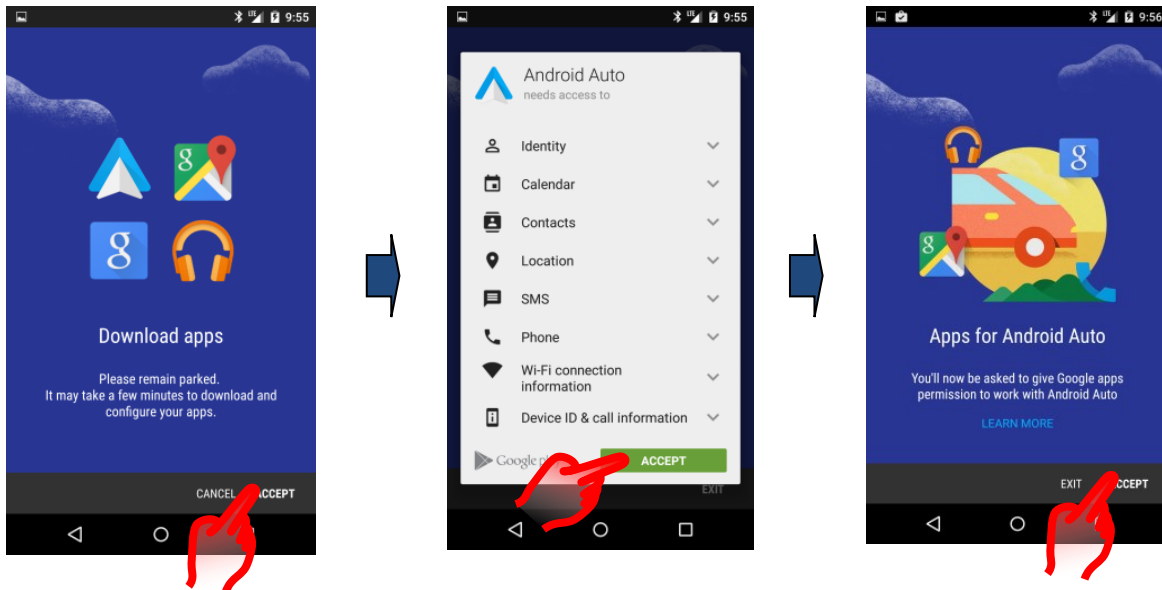 LTE 9:55
Download apps
Please remain parked.
It may take a few minutes to download and
configure your apps.
CANCEL
LTE 9:55
Android Auto
needs access to
Identity
Calendar
Contacts
Location
SMS
Phone
Wi-Fi connection
information
Device ID & call information
ACCEPT
EXIT
LTE 9:56
g
g
Apps for Android Auto
You'll now be asked to give Google apps
permission to work with Android Auto
LEARN MORE
EXIT